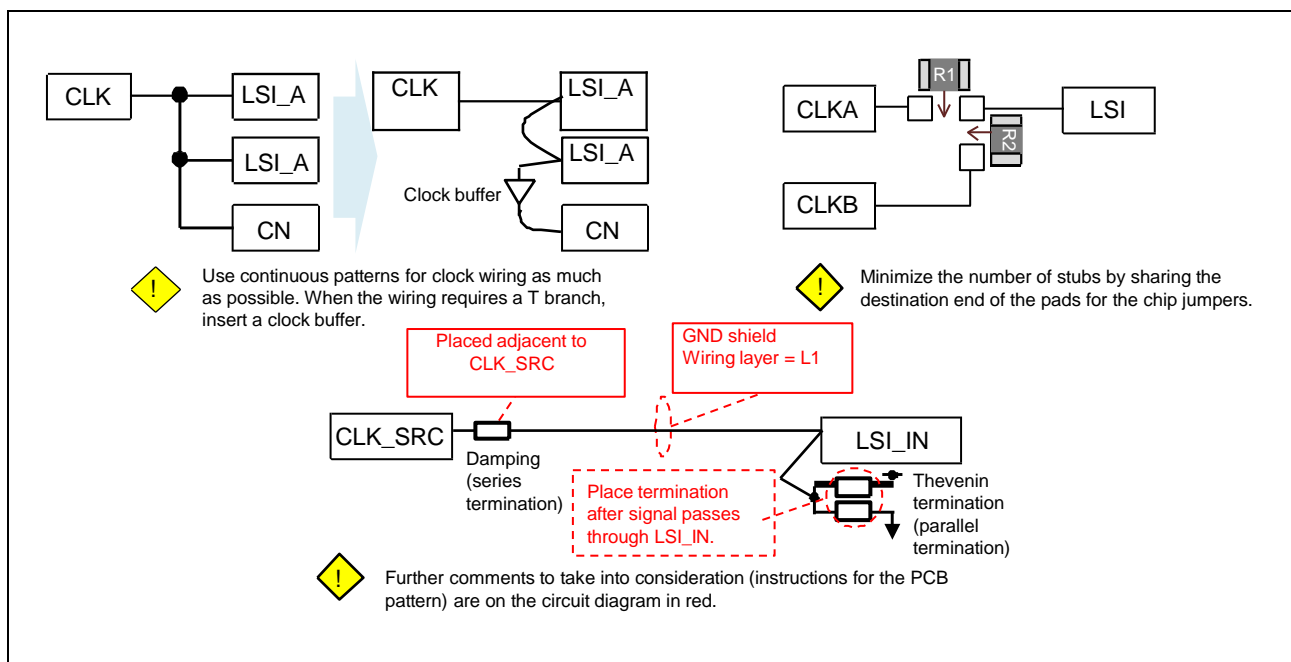 CLK
LSI_A
LSI_A
CN
CLK
LSI_A
LSI_A
Clock buffer
CN
R1
CLKA
LSI
R2
CLKB
!
Use continuous patterns for clock wiring as much
as possible. When the wiring requires a T branch,
insert a clock buffer.
!
Minimize the number of stubs by sharing the
destination end of the pads for the chip jumpers.
Placed adjacent to
CLK_SRC
GND shield
Wiring layer = L1
CLK_SRC
Damping
(series
termination)
LSI_IN
Place termination
after signal passes
through LSI_IN.
Thevenin
termination
(parallel
termination)
!
Further comments to take into consideration (instructions for the PCB
pattern) are on the circuit diagram in red.